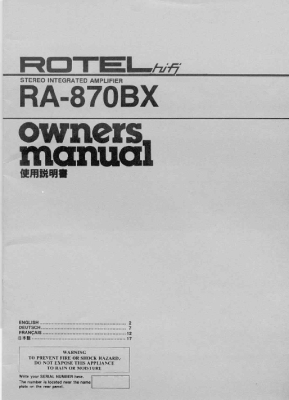 ROTEL hifi
STEREO INTEGRATED AMPLIFIER
RA-870BX
owners
manual
使用説明書
ENGLISH 2
DEUTSCH 7
FRANÇAIS 12
日本語 17
WARNING
TO PREVENT FIRE OR SHOCK HAZARD,
DO NOT EXPOSE THIS APPLIANCE
TO RAIN OR MOISTURE
Write your SERIAL NUMBER here.
The number is located near the name
plate on the rear panel.